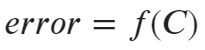 error = f(C)